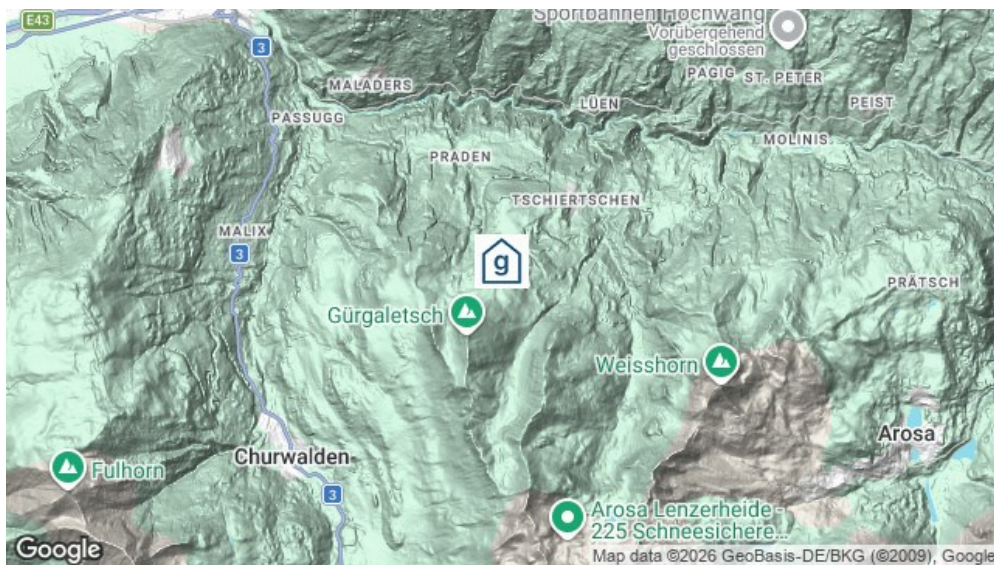 E43
Sportbahnen Hochwang
Vorübergehend
geschlossen
3
PAGIG
ST. PETER
MALADERS
LÜEN
PEIST
PASSUGG
MOLINIS
PRADEN
TSCHIERTSCHEN
MALIX
3
g
PRÄTSCH
Gürgaletsch
Weisshorn
Arosa
Churwalden
Fulhorn
3
Arosa Lenzerheide -
225 Schneesichere...
Google
Map data ©2026 GeoBasis-DE/BKG (©2009), Google